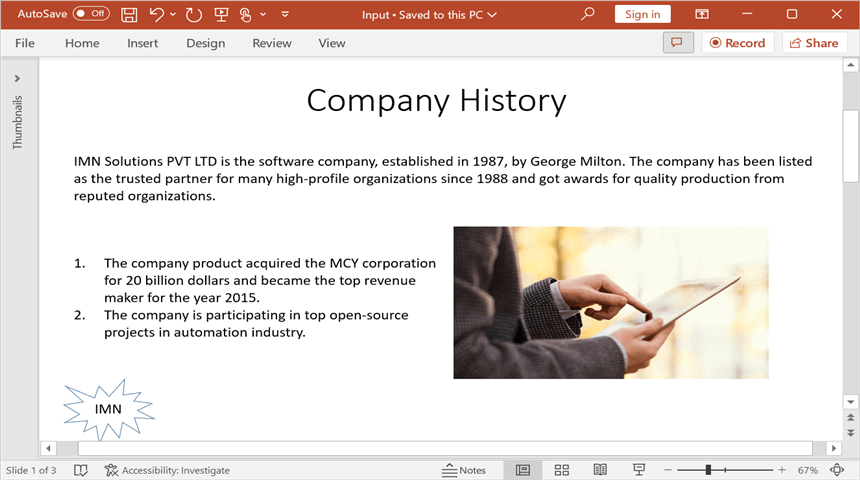 AutoSave Off Input • Saved to this PC Sign in
File Home Insert Design Review View Record Share
Thumbnails
Company History
IMN Solutions PVT LTD is the software company, established in 1987, by George Milton. The company has been listed
as the trusted partner for many high-profile organizations since 1988 and got awards for quality production from
reputed organizations.
1. The company product acquired the MCY corporation
for 20 billion dollars and became the top revenue
maker for the year 2015.
2. The company is participating in top open-source
projects in automation industry.
IMN
Slide 1 of 3 Accessibility: Investigate Notes 67%